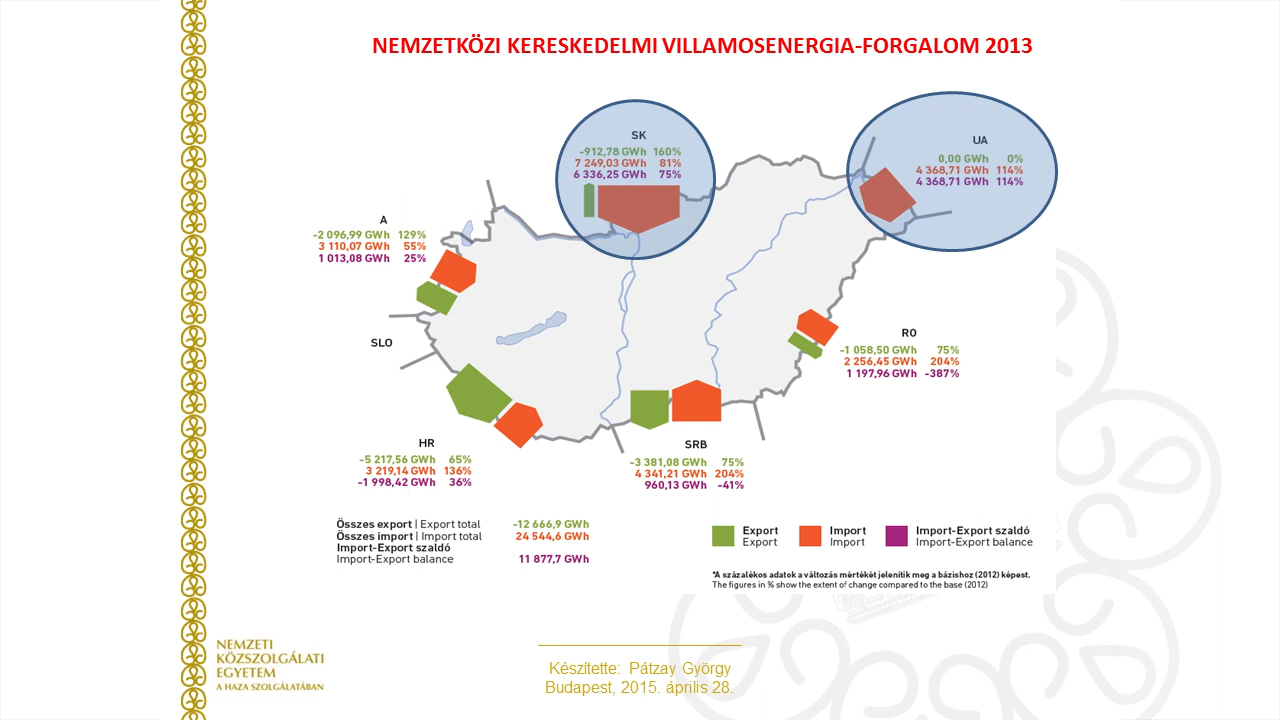 NEMZETKÖZI KERESKEDELMI VILLAMOSENERGIA-FORGALOM 2013
SK
-912,78 GWh 160%
7 249,03 GWh 81%
6 336,25 GWh 75%
UA
0,00 GWh 0%
4 368,71 GWh 114%
4 368,71 GWh 114%
A
-2 096,99 GWh 129%
3 110,07 GWh 55%
1 013,08 GWh 25%
SLO
RO
-1 058,50 GWh 75%
2 256,45 GWh 204%
1 197,96 GWh -387%
HR
-5 217,56 GWh 65%
3 219,14 GWh 136%
-1 998,42 GWh 36%
SRB
-3 381,08 GWh 75%
4 341,21 GWh 204%
960,13 GWh -41%
Összes export | Export total -12 666,9 GWh
Összes import | Import total 24 544,6 GWh
Import-Export szaldó
Import-Export balance 11 877,7 GWh
Export
Export
Import
Import
Import-Export szaldó
Import-Export balance
*A százalékos adatok a változás mértékét jelenítik meg a bázishoz (2012) képest.
The figures in % show the extent of change compared to the base (2012)
NEMZETI
KÖZSZOLGÁLATI
EGYETEM
A HAZA SZOLGÁLATÁBAN
Készítette: Pátzay György
Budapest, 2015. április 28.